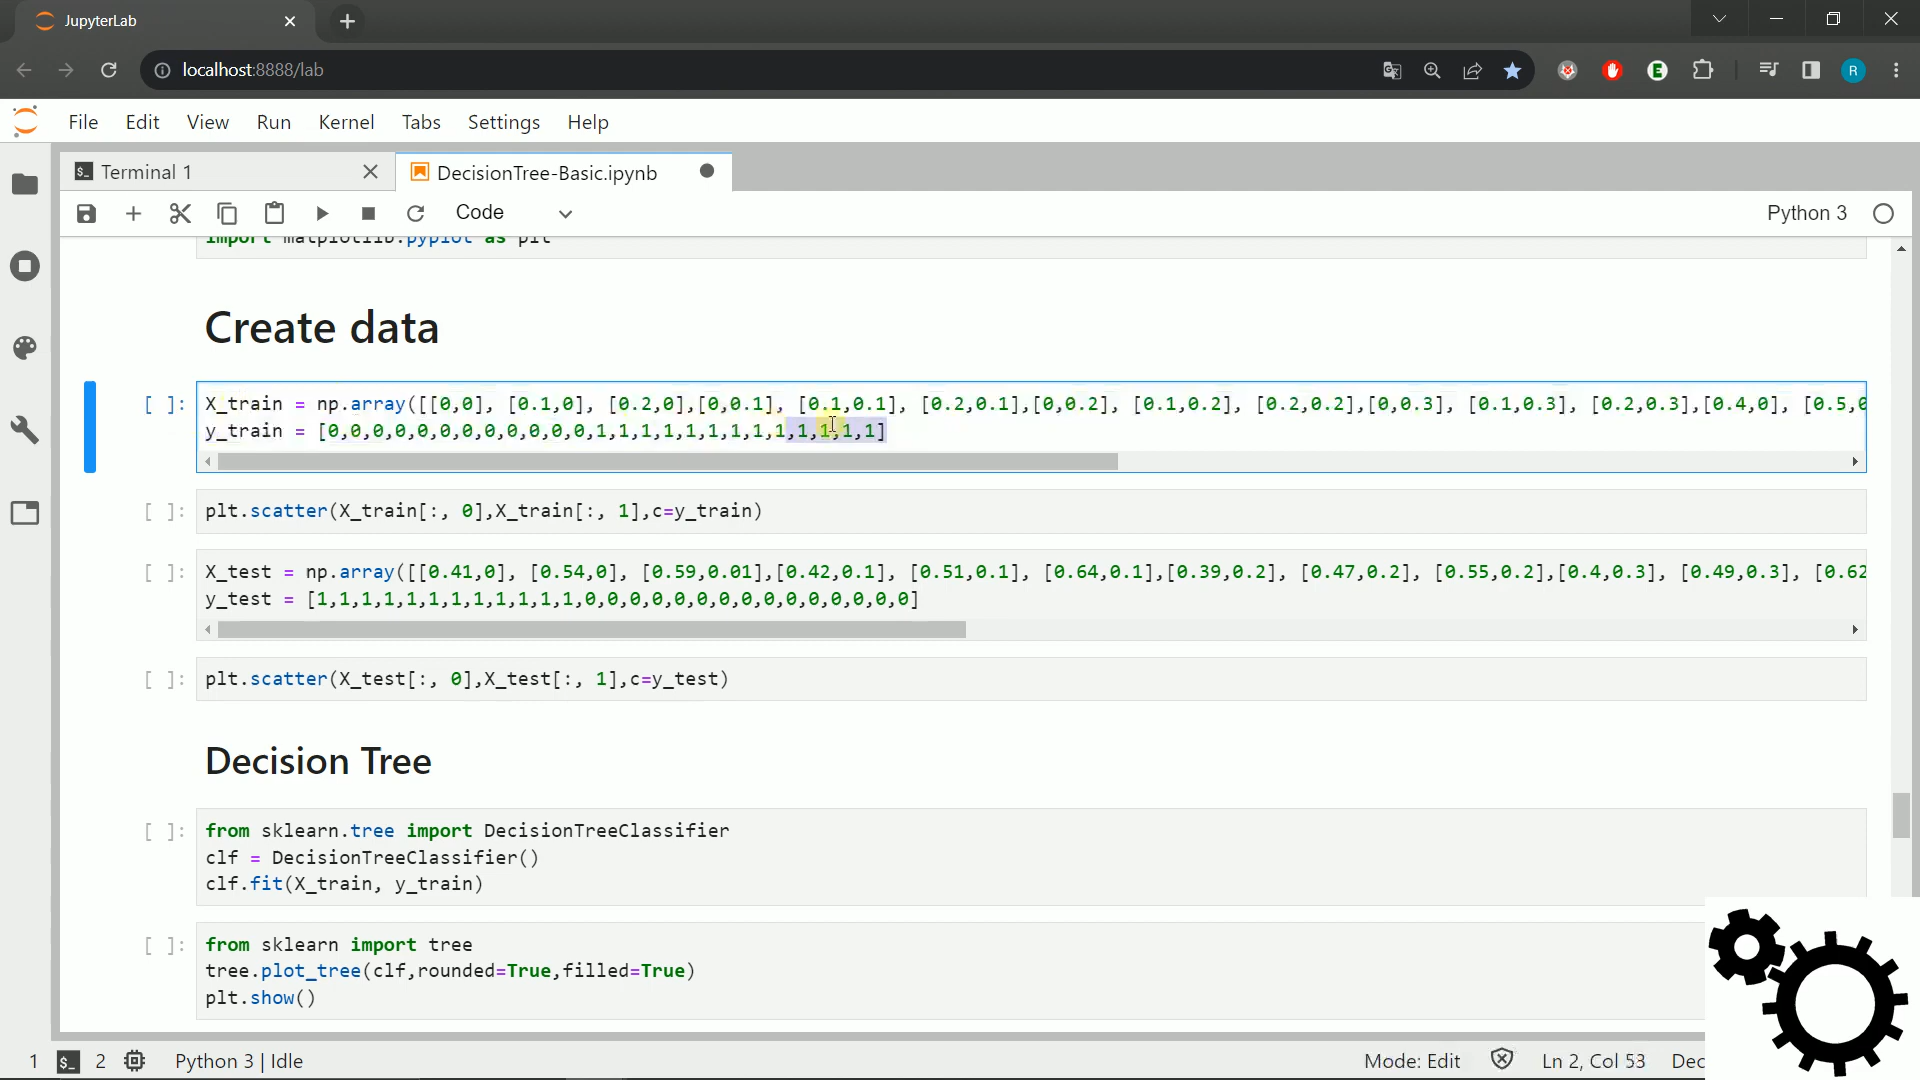 JupyterLab
localhost:8888/lab
R
File Edit View Run Kernel Tabs Settings Help
Terminal 1
DecisionTree-Basic.ipynb
Code
Python 3
import matplotlib.pyplot as plt
Create data
[ ]: X_train = np.array([[0,0], [0.1,0], [0.2,0],[0,0.1], [0.1,0.1], [0.2,0.1],[0,0.2], [0.1,0.2], [0.2,0.2],[0,0.3], [0.1,0.3], [0.2,0.3],[0.4,0], [0.5,0
y_train = [0,0,0,0,0,0,0,0,0,0,0,0,1,1,1,1,1,1,1,1,1,1,1,1,1]
[ ]: plt.scatter(X_train[:, 0],X_train[:, 1],c=y_train)
[ ]: X_test = np.array([[0.41,0], [0.54,0], [0.59,0.01],[0.42,0.1], [0.51,0.1], [0.64,0.1],[0.39,0.2], [0.47,0.2], [0.55,0.2],[0.4,0.3], [0.49,0.3], [0.62
y_test = [1,1,1,1,1,1,1,1,1,1,1,1,0,0,0,0,0,0,0,0,0,0,0,0,0,0,0]
[ ]: plt.scatter(X_test[:, 0],X_test[:, 1],c=y_test)
Decision Tree
[ ]: from sklearn.tree import DecisionTreeClassifier
clf = DecisionTreeClassifier()
clf.fit(X_train, y_train)
[ ]: from sklearn import tree
tree.plot_tree(clf,rounded=True,filled=True)
plt.show()
1 2 Python 3 | Idle Mode: Edit Ln 2, Col 53 Dec